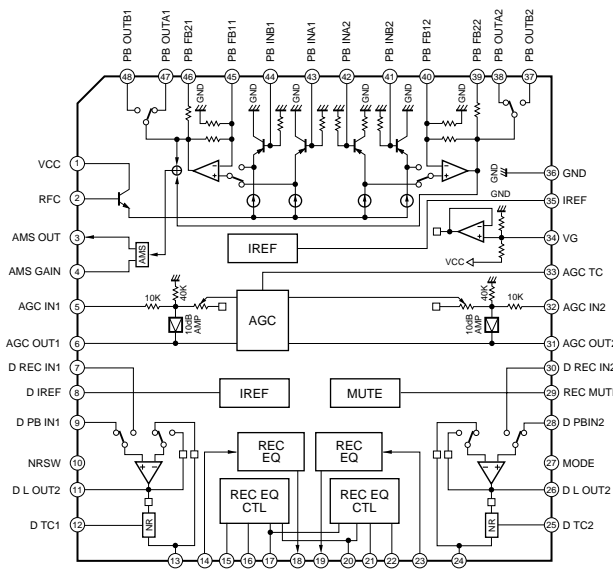 PB OUTB1
PB OUTA1
PB FB21
PB FB11
PB INB1
PB INA1
PB INA2
PB INB2
PB FB12
PB FB22
PB OUTA2
PB OUTB2
48
47
46
45
44
43
42
41
40
39
38
37
GND
GND
GND
GND
GND
GND
VCC
1
RFC
2
AMS OUT
3
AMS GAIN
4
AGC IN1
5
AGC OUT1
6
D REC IN1
7
D IREF
8
D PB IN1
9
NRSW
10
D L OUT2
11
D TC1
12
36
GND
35
IREF
34
VG
33
AGC TC
32
AGC IN2
31
AGC OUT2
30
D REC IN2
29
REC MUT
28
D PBIN2
27
MODE
26
D L OUT2
25
D TC2
GND
GND
VCC
+
−
−
+
−
+
−
+
AMS
IREF
10K
40K
10dB
AMP
AGC
10dB
AMP
40K
10K
IREF
MUTE
REC
EQ
REC
EQ
REC EQ
CTL
REC EQ
CTL
+
−
NR
−
+
NR
13
14
15
16
17
18
19
20
21
22
23
24